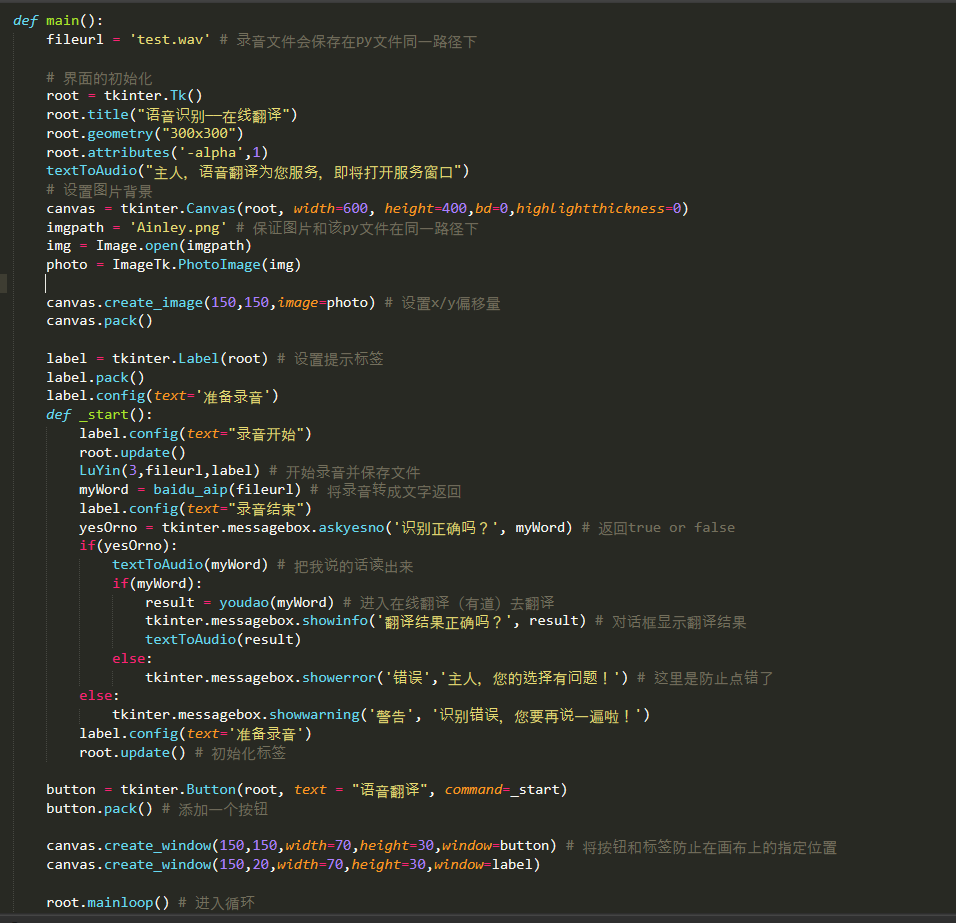 def main():
    fileurl = 'test.wav' # 录音文件会保存在py文件同一路径下
    # 界面的初始化
    root = tkinter.Tk()
    root.title("语音识别——在线翻译")
    root.geometry("300x300")
    root.attributes('-alpha',1)
    textToAudio("主人，语音翻译为您服务，即将打开服务窗口")
    # 设置图片背景
    canvas = tkinter.Canvas(root, width=600, height=400,bd=0,highlightthickness=0)
    imgpath = 'Ainley.png' # 保证图片和该py文件在同一路径下
    img = Image.open(imgpath)
    photo = ImageTk.PhotoImage(img)
    canvas.create_image(150,150,image=photo) # 设置x/y偏移量
    canvas.pack()
    label = tkinter.Label(root) # 设置提示标签
    label.pack()
    label.config(text='准备录音')
    def _start():
        label.config(text="录音开始")
        root.update()
        LuYin(3,fileurl,label) # 开始录音并保存文件
        myWord = baidu_aip(fileurl) # 将录音转成文字返回
        label.config(text="录音结束")
        yesOrno = tkinter.messagebox.askyesno('识别正确吗？', myWord) # 返回true or false
        if(yesOrno):
            textToAudio(myWord) # 把我说的话读出来
            if(myWord):
                result = youdao(myWord) # 进入在线翻译（有道）去翻译
                tkinter.messagebox.showinfo('翻译结果正确吗？', result) # 对话框显示翻译结果
                textToAudio(result)
            else:
                tkinter.messagebox.showerror('错误','主人，您的选择有问题！') # 这里是防止点错了
        else:
            tkinter.messagebox.showwarning('警告', '识别错误，您要再说一遍啦！')
        label.config(text='准备录音')
        root.update() # 初始化标签
    button = tkinter.Button(root, text = "语音翻译", command=_start)
    button.pack() # 添加一个按钮
    canvas.create_window(150,150,width=70,height=30,window=button) # 将按钮和标签防止在画布上的指定位置
    canvas.create_window(150,20,width=70,height=30,window=label)
    root.mainloop() # 进入循环